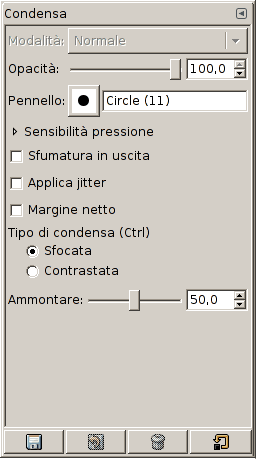 Condensa
Modalità: Normale
Opacità: 100,0
Pennello: Circle (11)
Sensibilità pressione
Sfumatura in uscita
Applica jitter
Margine netto
Tipo di condensa (Ctrl)
Sfocata
Contrastata
Ammontare: 50,0